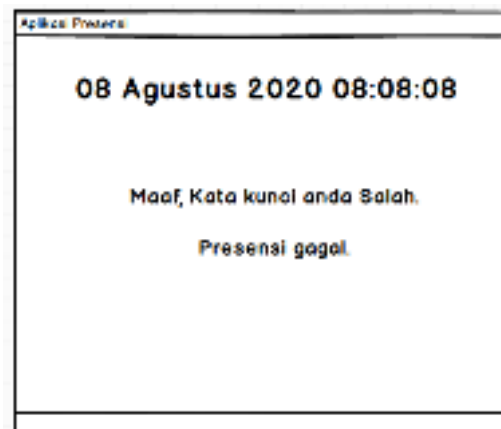 Aplikasi Presensi
08 Agustus 2020 08:08:08
Maaf, Kata kunci anda Salah.
Presensi gagal.